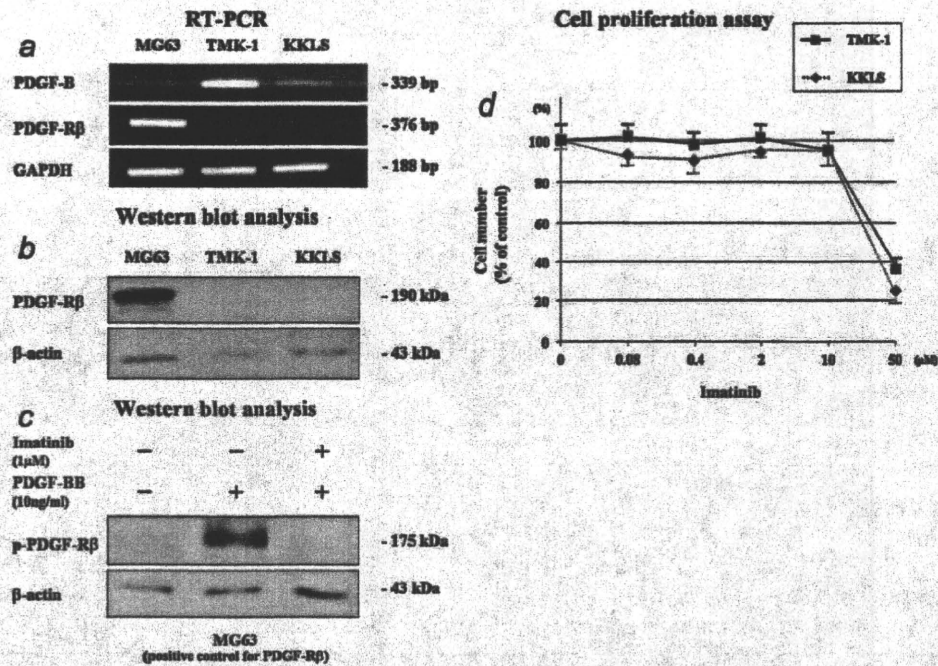 RT-PCR
a
MG63 TMK-1 KKLS
PDGF-B - 339 bp
PDGF-Rβ - 376 bp
GAPDH - 188 bp
Western blot analysis
b
MG63 TMK-1 KKLS
PDGF-Rβ - 190 kDa
β-actin - 43 kDa
Western blot analysis
c
Imatinib (1μM) − − +
PDGF-BB (10ng/ml) − + +
p-PDGF-Rβ - 175 kDa
β-actin - 43 kDa
MG63
(positive control for PDGF-Rβ)
Cell proliferation assay
TMK-1
KKLS
d
(%)
100
80
60
40
20
0
Cell number
(% of control)
0 0.08 0.4 2 10 50 (μM)
Imatinib